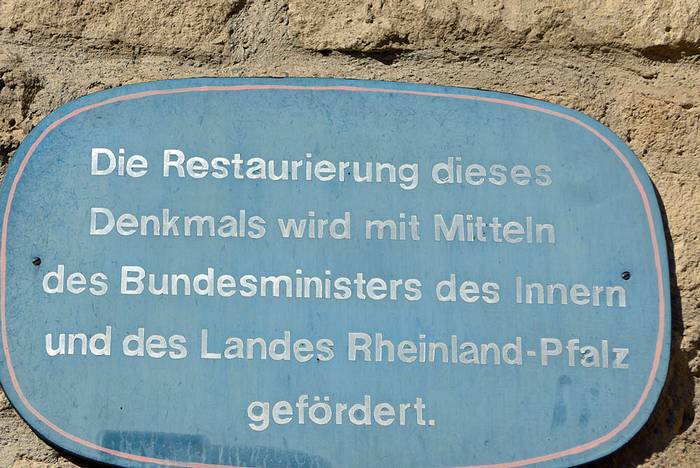 Die Restaurierung dieses
Denkmals wird mit Mitteln
des Bundesministers des Innern
und des Landes Rheinland-Pfalz
gefördert.